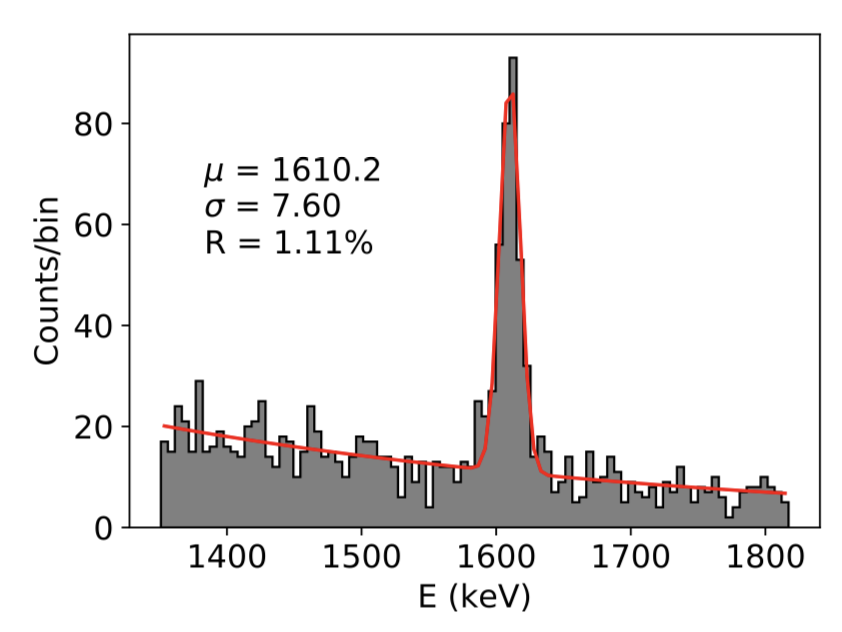 80
60
40
20
0
Counts/bin
μ = 1610.2
σ = 7.60
R = 1.11%
1400 1500 1600 1700 1800
E (keV)